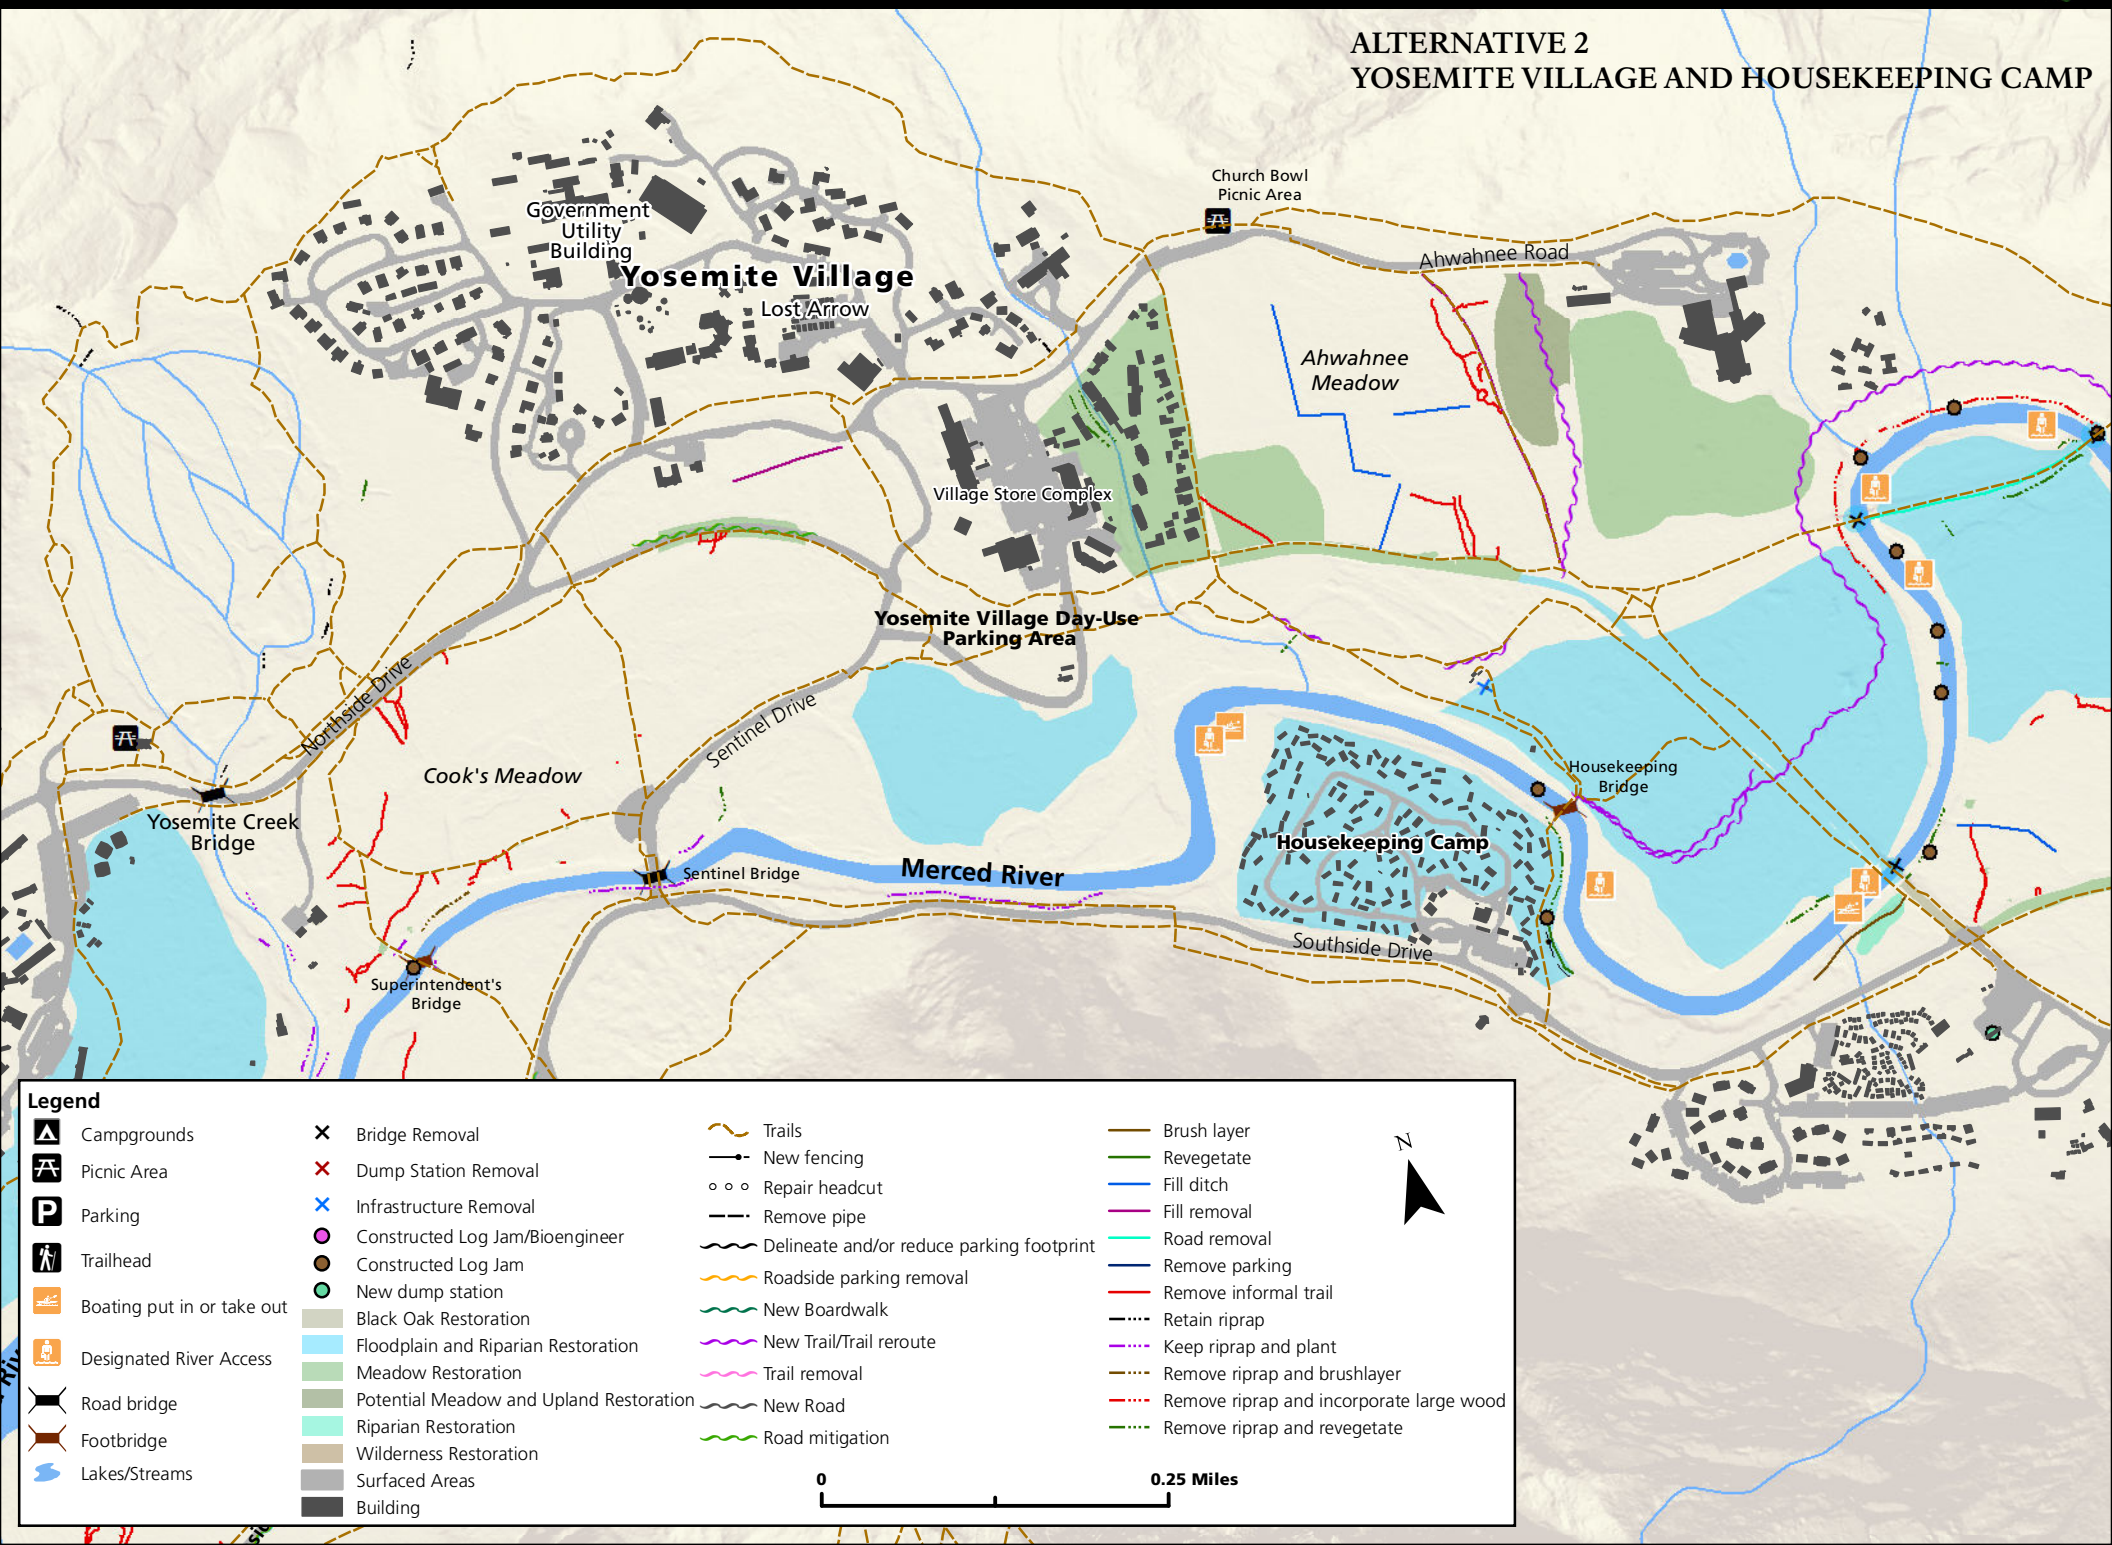 ALTERNATIVE 2
YOSEMITE VILLAGE AND HOUSEKEEPING CAMP
Church Bowl
Picnic Area
Government
Utility
Building
Yosemite Village
Lost Arrow
Ahwahnee Road
Ahwahnee
Meadow
Village Store Complex
Yosemite Village Day-Use
Parking Area
Northside Drive
Sentinel Drive
Cook's Meadow
Yosemite Creek
Bridge
Housekeeping
Bridge
Housekeeping Camp
Sentinel Bridge
Merced River
Southside Drive
Superintendent's
Bridge
Legend
Campgrounds
Picnic Area
P
Parking
Trailhead
Boating put in or take out
Designated River Access
Road bridge
Footbridge
Lakes/Streams
Bridge Removal
Dump Station Removal
Infrastructure Removal
Constructed Log Jam/Bioengineer
Constructed Log Jam
New dump station
Black Oak Restoration
Floodplain and Riparian Restoration
Meadow Restoration
Potential Meadow and Upland Restoration
Riparian Restoration
Wilderness Restoration
Surfaced Areas
Building
Trails
New fencing
Repair headcut
Remove pipe
Delineate and/or reduce parking footprint
Roadside parking removal
New Boardwalk
New Trail/Trail reroute
Trail removal
New Road
Road mitigation
Brush layer
Revegetate
Fill ditch
Fill removal
Road removal
Remove parking
Remove informal trail
Retain riprap
Keep riprap and plant
Remove riprap and brushlayer
Remove riprap and incorporate large wood
Remove riprap and revegetate
N
0
0.25 Miles